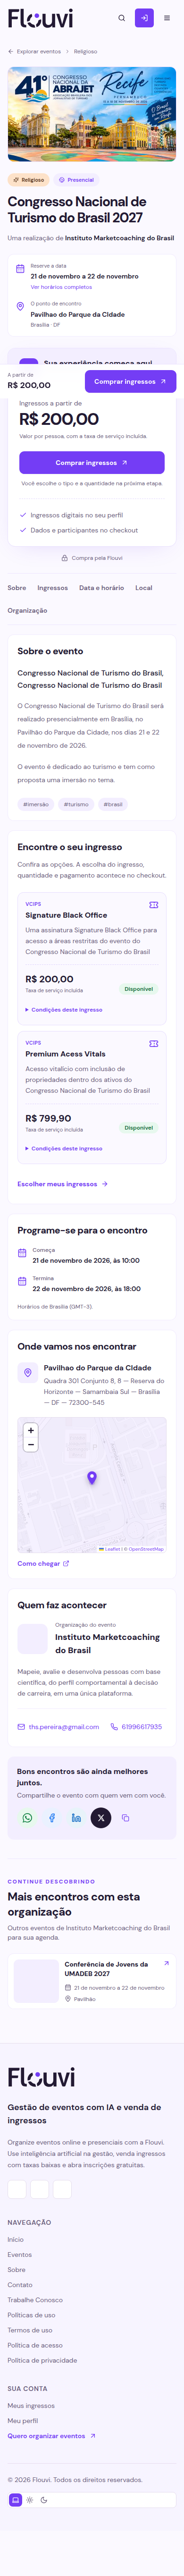 Flouvi
Explorar eventos
Religioso
41º CONGRESSO
NACIONAL
ABRAJET
RECIFE
Religioso
Presencial
Congresso Nacional de
Turismo do Brasil 2027
Uma realização de Instituto Marketcoaching do Brasil
Reserve a data
21 de novembro a 22 de novembro
Ver horários completos
O ponto de encontro
Pavilhao do Parque da Cidade
Brasilia · DF
Sua experiência começa aqui
A partir de
R$ 200,00
Comprar ingressos
Ingressos a partir de
R$ 200,00
Valor por pessoa, com a taxa de serviço incluída.
Comprar ingressos
Você escolhe o tipo e a quantidade na próxima etapa.
Ingressos digitais no seu perfil
Dados e participantes no checkout
Compra pela Flouvi
Sobre
Ingressos
Data e horário
Local
Organização
Sobre o evento
Congresso Nacional de Turismo do Brasil,
Congresso Nacional de Turismo do Brasil
O Congresso Nacional de Turismo do Brasil será
realizado presencialmente em Brasília, no
Pavilhão do Parque da Cidade, nos dias 21 e 22
de novembro de 2026.
O evento é dedicado ao turismo e tem como
proposta uma imersão no tema.
#imersão
#turismo
#brasil
Encontre o seu ingresso
Confira as opções. A escolha do ingresso,
quantidade e pagamento acontece no checkout.
VCIPS
Signature Black Office
Uma assinatura Signature Black Office para
acesso a áreas restritas do evento do
Congresso Nacional de Turismo do Brasil
R$ 200,00
Taxa de serviço incluída
Disponível
Condições deste ingresso
VCIPS
Premium Acess Vitals
Acesso vitalício com inclusão de
propriedades dentro dos ativos do
Congresso Nacional de Turismo do Brasil
R$ 799,90
Taxa de serviço incluída
Disponível
Condições deste ingresso
Escolher meus ingressos
Programe-se para o encontro
Começa
21 de novembro de 2026, às 10:00
Termina
22 de novembro de 2026, às 18:00
Horários de Brasília (GMT-3).
Onde vamos nos encontrar
Pavilhao do Parque da Cidade
Quadra 301 Conjunto 8, 8 — Reserva do
Horizonte — Samambaia Sul — Brasilia
— DF — 72300-545
+
−
Leaflet | © OpenStreetMap
Como chegar
Quem faz acontecer
Organização do evento
Instituto Marketcoaching
do Brasil
Mapeie, avalie e desenvolva pessoas com base
científica, do perfil comportamental à decisão
de carreira, em uma única plataforma.
ths.pereira@gmail.com
61996617935
Bons encontros são ainda melhores
juntos.
Compartilhe o evento com quem vem com você.
CONTINUE DESCOBRINDO
Mais encontros com esta
organização
Outros eventos de Instituto Marketcoaching do Brasil
para sua agenda.
Conferência de Jovens da
UMADEB 2027
21 de novembro a 22 de novembro
Pavilhão
Flouvi
Gestão de eventos com IA e venda de
ingressos
Organize eventos online e presenciais com a Flouvi.
Use inteligência artificial na gestão, venda ingressos
com taxas baixas e abra inscrições gratuitas.
NAVEGAÇÃO
Início
Eventos
Sobre
Contato
Trabalhe Conosco
Políticas de uso
Termos de uso
Política de acesso
Política de privacidade
SUA CONTA
Meus ingressos
Meu perfil
Quero organizar eventos
© 2026 Flouvi. Todos os direitos reservados.